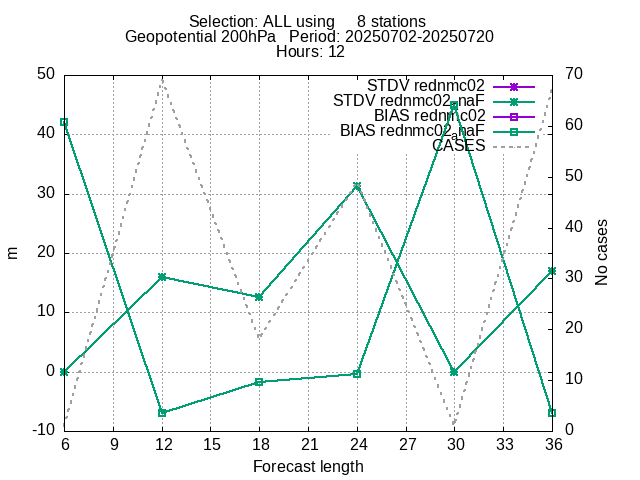 Selection: ALL using     8 stations
Geopotential 200hPa   Period: 20250702-20250720
Hours: 12
STDV rednmc02
STDV rednmc02_naF
BIAS rednmc02
BIAS rednmc02_naF
CASES
50
40
30
20
10
0
-10
m
70
60
50
40
30
20
10
0
No cases
6 9 12 15 18 21 24 27 30 33 36
Forecast length